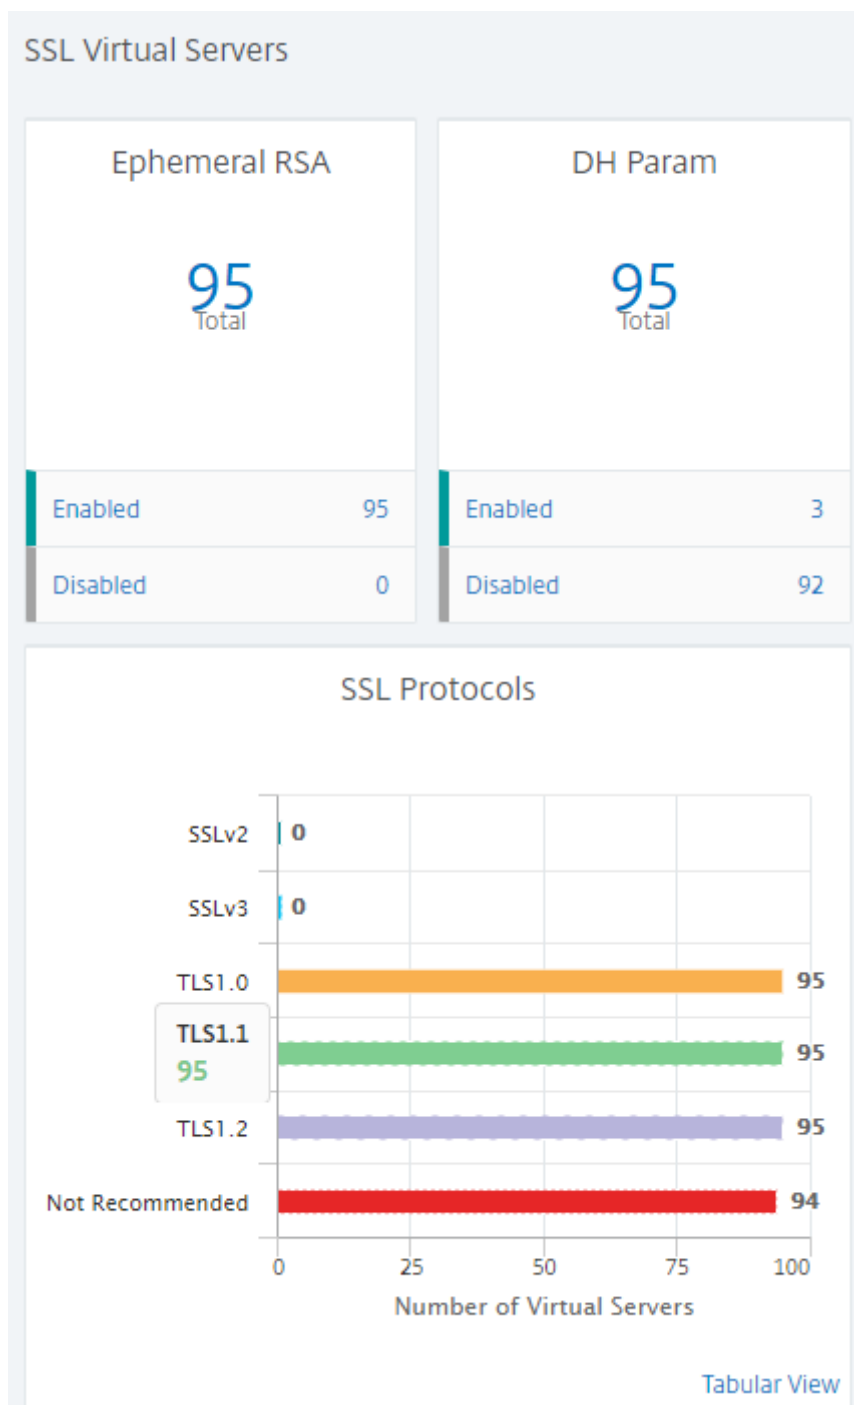 SSL Virtual Servers
Ephemeral RSA
95
Total
Enabled 95
Disabled 0
DH Param
95
Total
Enabled 3
Disabled 92
SSL Protocols
SSLv2 0
SSLv3 0
TLS1.0 95
TLS1.1 95
95
TLS1.2 95
Not Recommended 94
0 25 50 75 100
Number of Virtual Servers
Tabular View